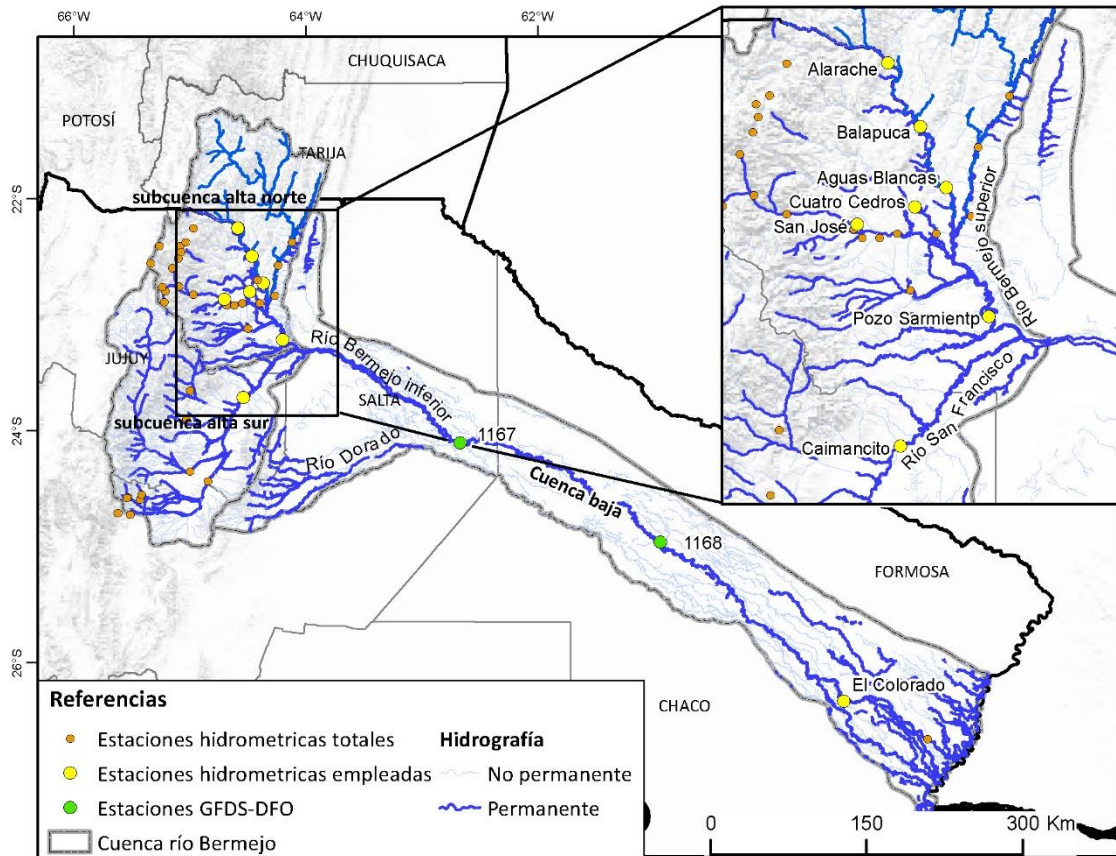 66°W
64°W
62°W
22°S
24°S
26°S
CHUQUISACA
POTOSÍ
TARIJA
subcuenca alta norte
JUJUY
Río Bermejo inferior
SALTA
subcuenca alta sur
Río Dorado
1167
Cuenca baja
1168
FORMOSA
El Colorado
CHACO
Alarache
Balapuca
Aguas Blancas
Cuatro Cedros
San José
Río Bermejo superior
Pozo Sarmientp
Río San Francisco
Caimancito
Referencias
Estaciones hidrometricas totales
Estaciones hidrometricas empleadas
Estaciones GFDS-DFO
Cuenca río Bermejo
Hidrografía
No permanente
Permanente
0 150 300 Km